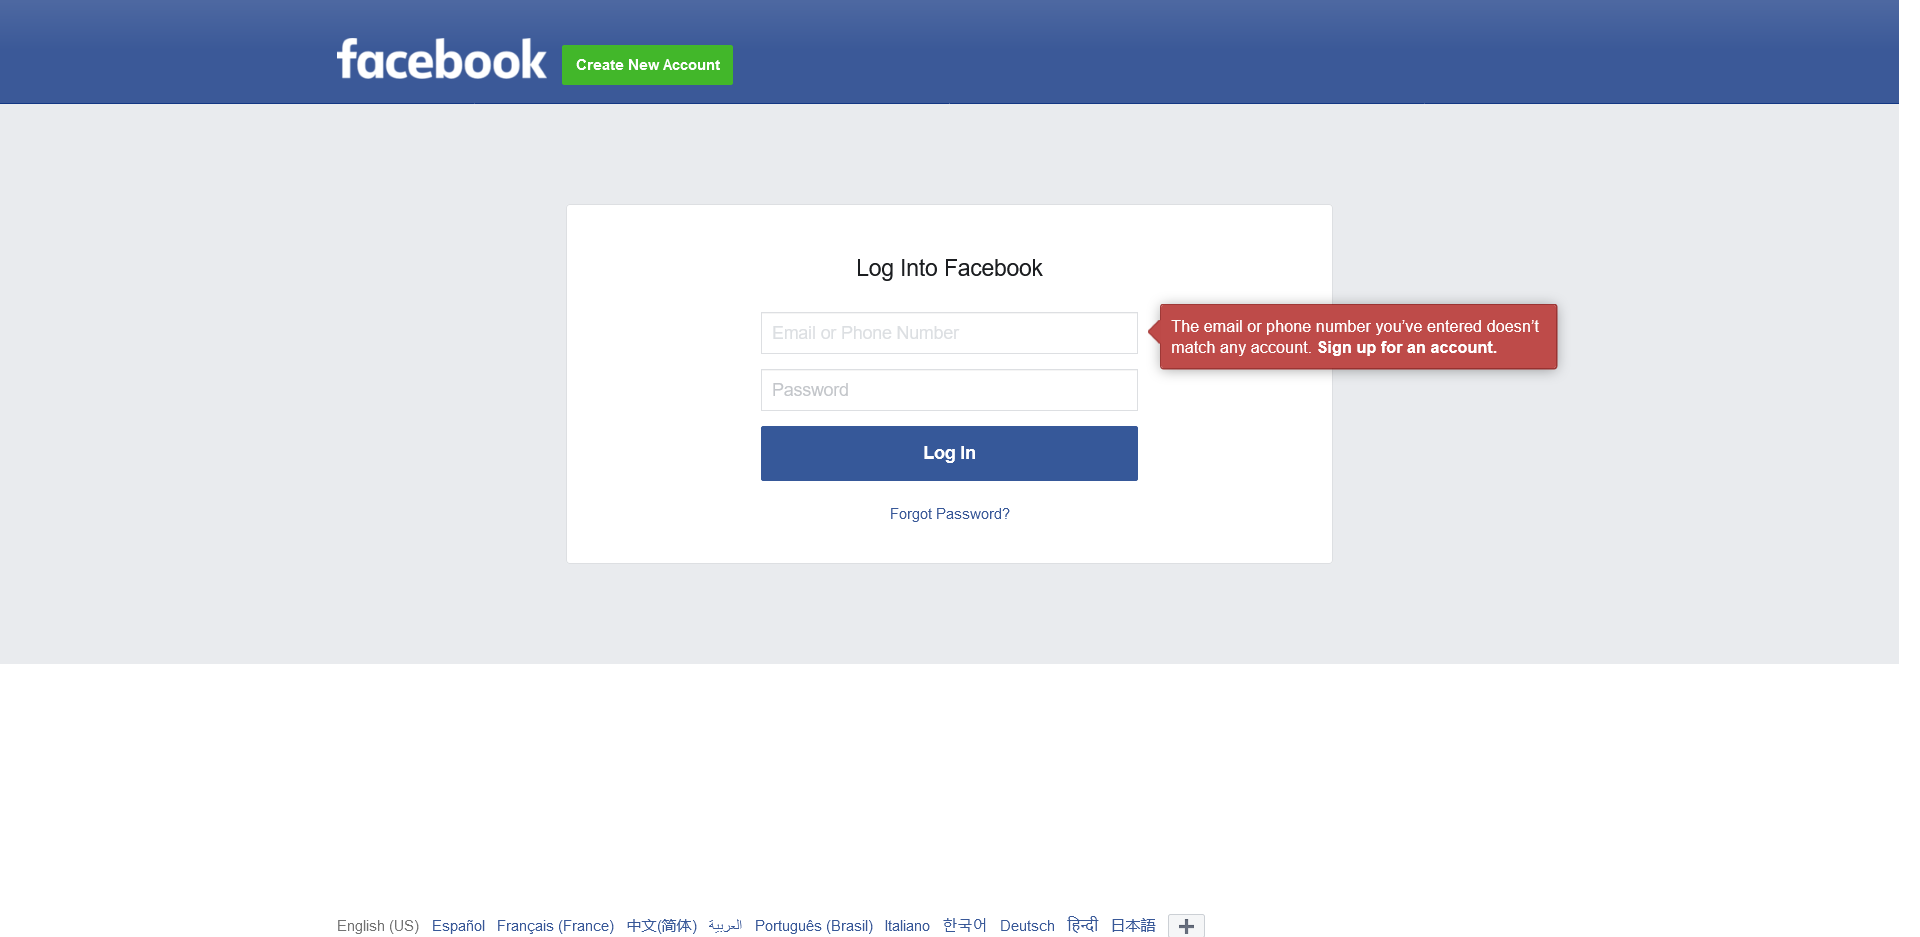 facebook
Create New Account
Log Into Facebook
Email or Phone Number
The email or phone number you’ve entered doesn’t
match any account. Sign up for an account.
Password
Log In
Forgot Password?
English (US) Español Français (France) 中文(简体) العربية Português (Brasil) Italiano 한국어 Deutsch हिन्दी 日本語